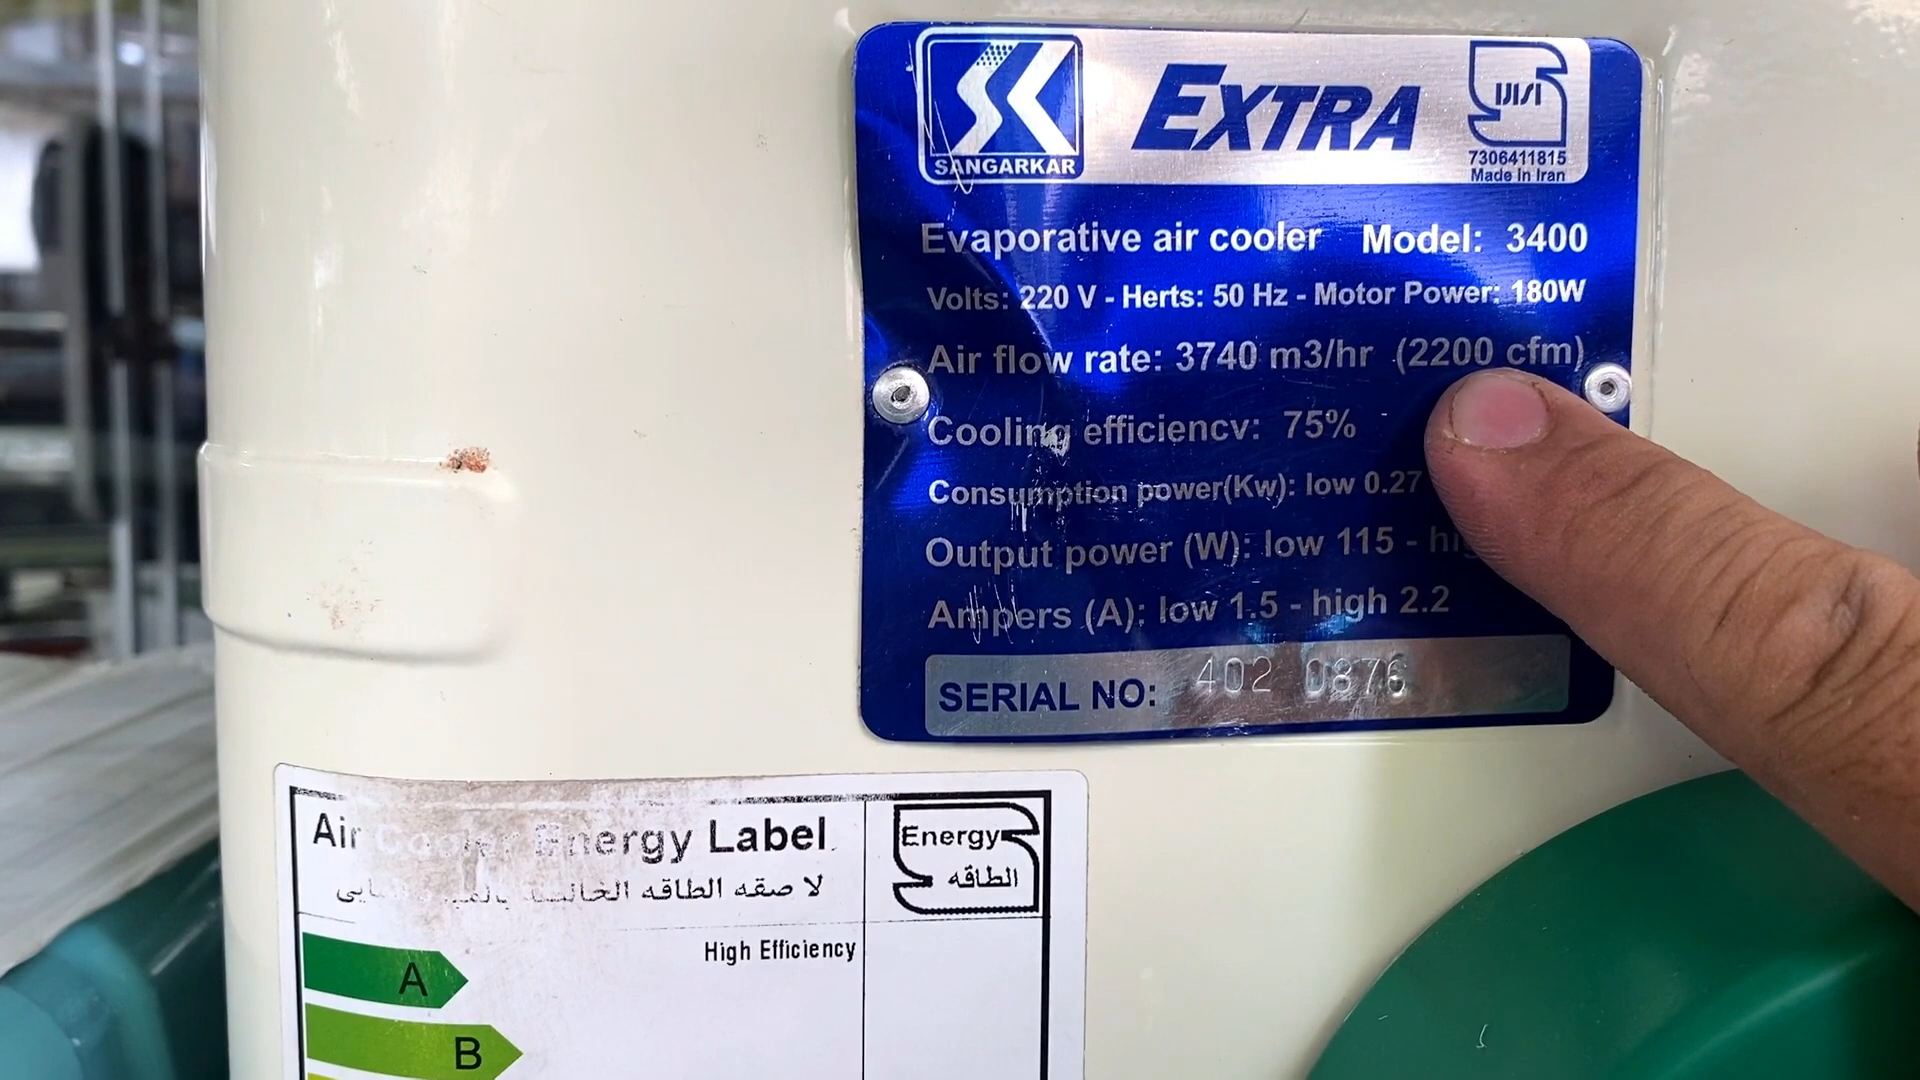 SANGARKAR
EXTRA
7306411815
Made In Iran
Evaporative air cooler Model: 3400
Volts: 220 V - Herts: 50 Hz - Motor Power: 180W
Air flow rate: 3740 m3/hr (2200 cfm)
Cooling efficiency: 75%
Consumption power(Kw): low 0.27
Output power (W): low 115 -
Ampers (A): low 1.5 - high 2.2
SERIAL NO: 402 0876
Air Cooler Energy Label
لا صقه الطاقه
Energy
الطاقه
High Efficiency
A
B